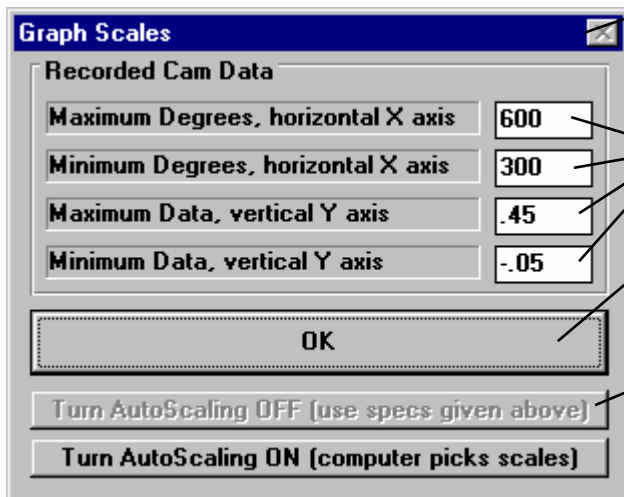 Graph Scales
Recorded Cam Data
Maximum Degrees, horizontal X axis 600
Minimum Degrees, horizontal X axis 300
Maximum Data, vertical Y axis .45
Minimum Data, vertical Y axis -.05
OK
Turn AutoScaling OFF (use specs given above)
Turn AutoScaling ON (computer picks scales)